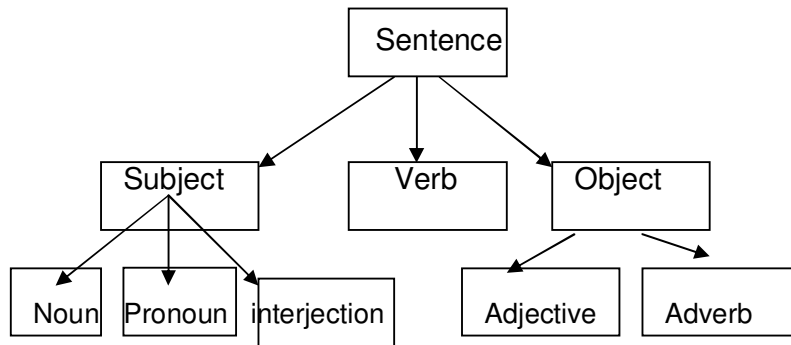 Sentence
Subject
Verb
Object
Noun
Pronoun
interjection
Adjective
Adverb